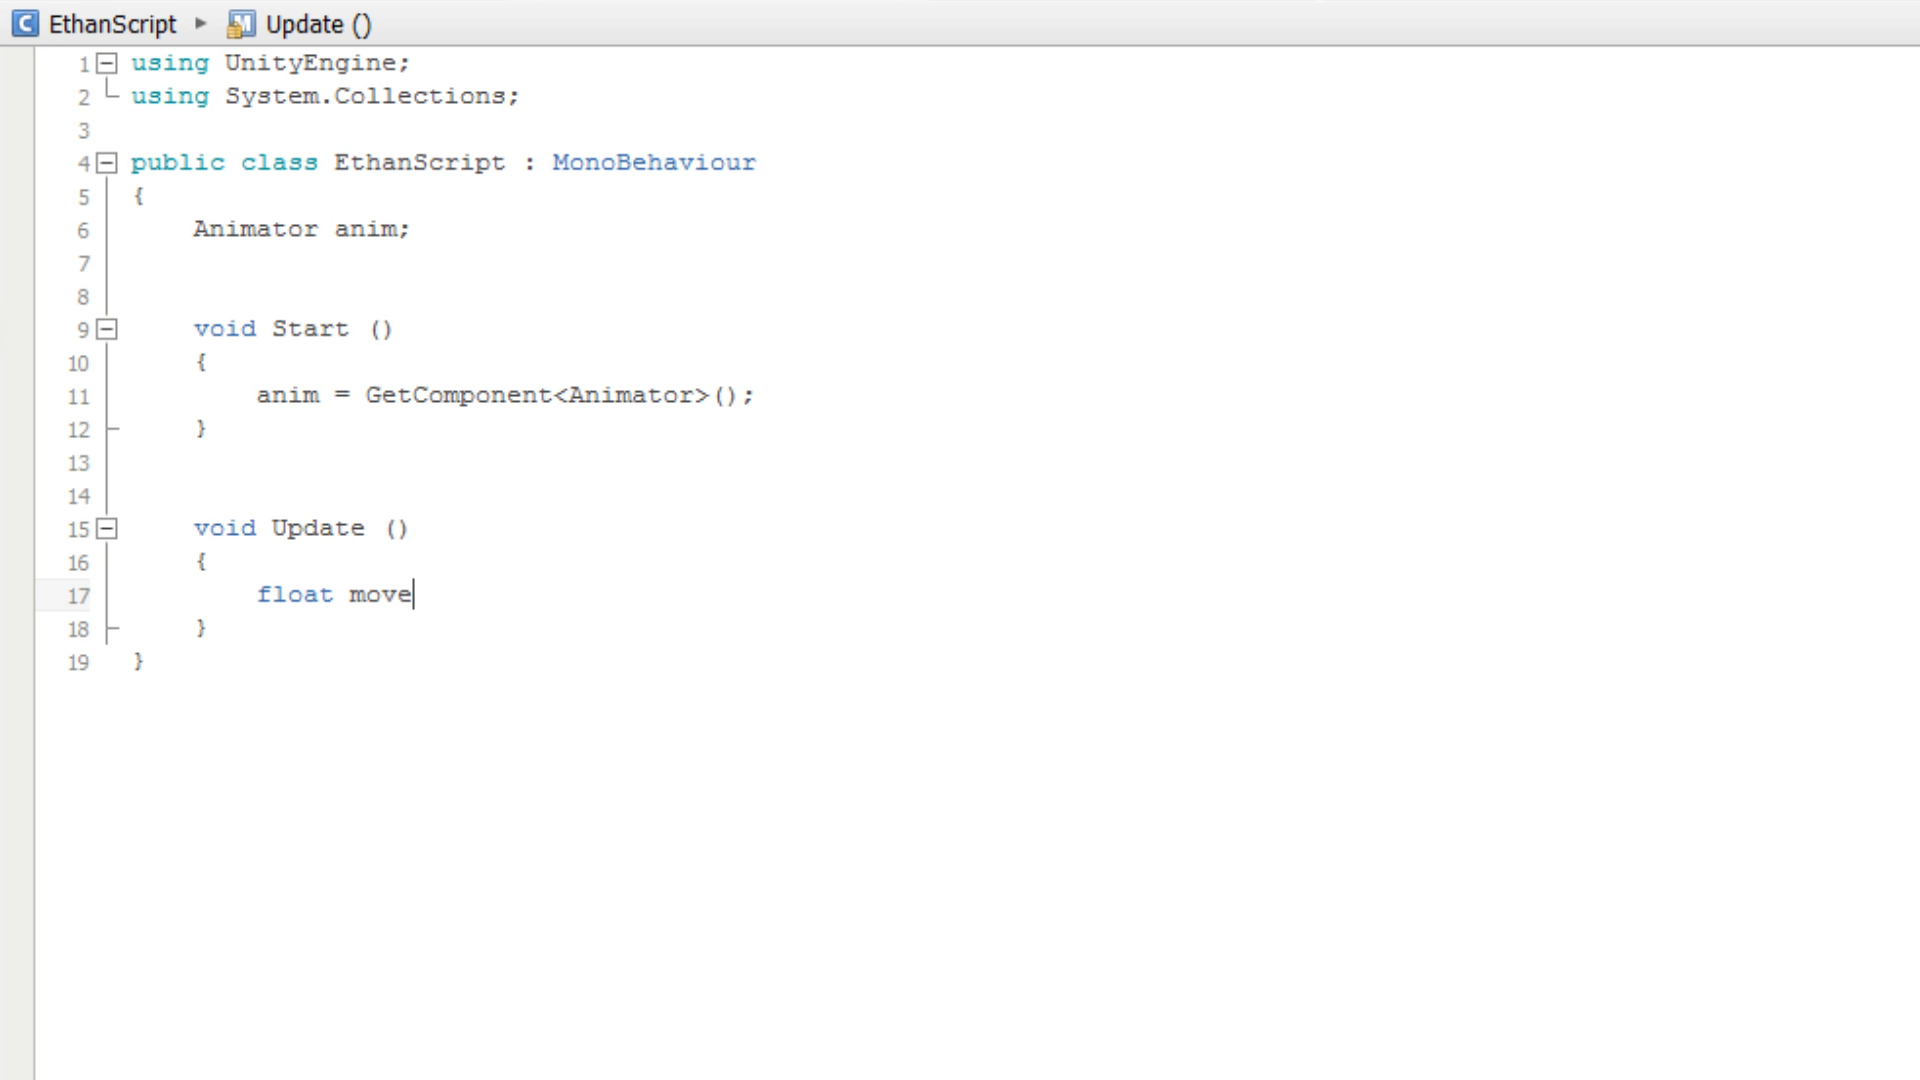 EthanScript ▸ Update ()
1 using UnityEngine;
2 using System.Collections;
3
4 public class EthanScript : MonoBehaviour
5 {
6 Animator anim;
7
8
9 void Start ()
10 {
11 anim = GetComponent<Animator>();
12 }
13
14
15 void Update ()
16 {
17 float move
18 }
19 }